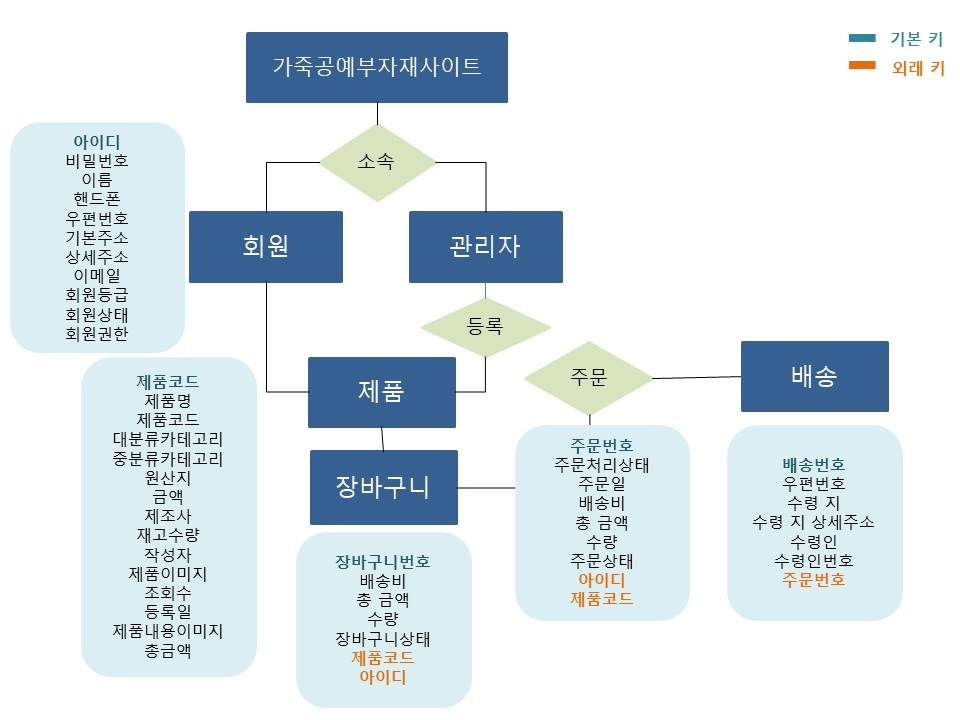 기본 키
외래 키
가죽공예부자재사이트
소속
회원
관리자
등록
제품
장바구니
주문
배송
아이디
비밀번호
이름
핸드폰
우편번호
기본주소
상세주소
이메일
회원등급
회원상태
회원권한
제품코드
제품명
제품코드
대분류카테고리
중분류카테고리
원산지
금액
제조사
재고수량
작성자
제품이미지
조회수
등록일
제품내용이미지
총금액
장바구니번호
배송비
총 금액
수량
장바구니상태
제품코드
아이디
주문번호
주문처리상태
주문일
배송비
총 금액
수량
주문상태
아이디
제품코드
배송번호
우편번호
수령 지
수령 지 상세주소
수령인
수령인번호
주문번호